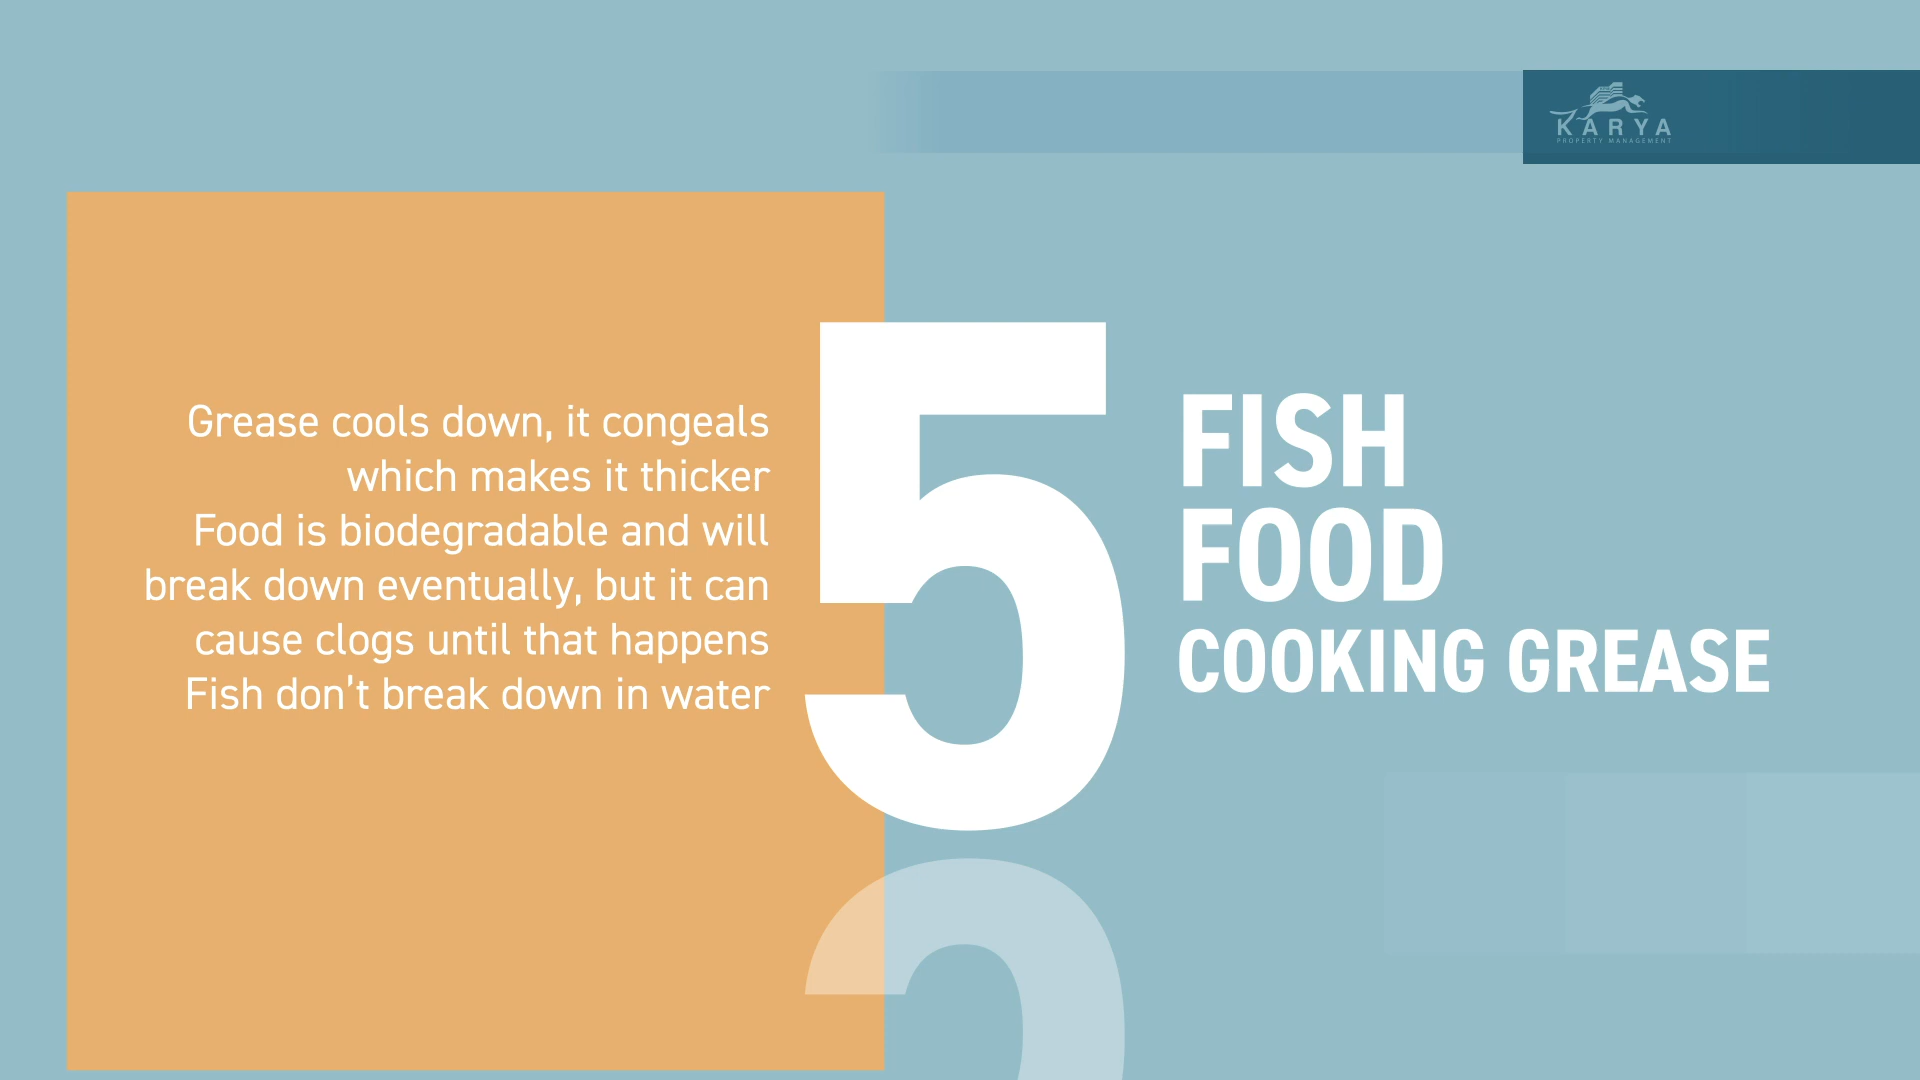 KARYA
PROPERTY MANAGEMENT
Grease cools down, it congeals
which makes it thicker
Food is biodegradable and will
break down eventually, but it can
cause clogs until that happens
Fish don’t break down in water
5
FISH
FOOD
COOKING GREASE